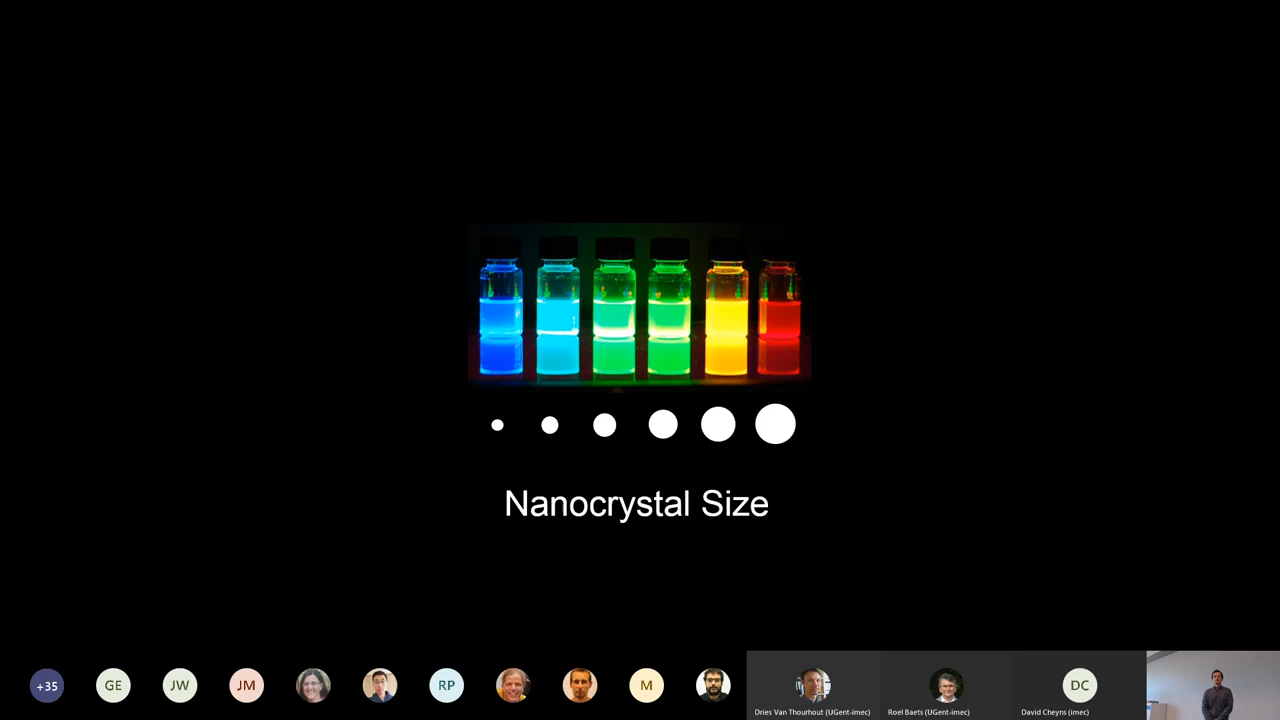 Nanocrystal Size
+35
GE
JW
JM
RP
M
DC
Dries Van Thourhout (UGent-imec)
Roel Baets (UGent-imec)
David Cheyns (imec)